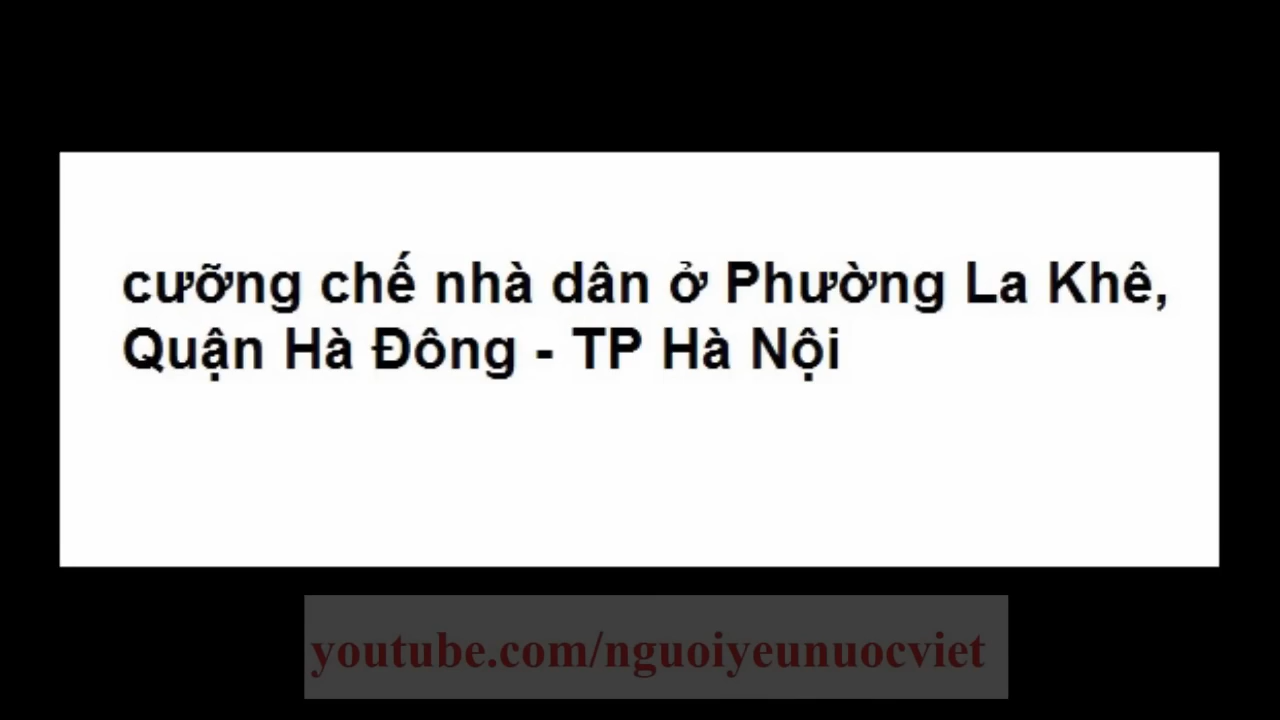 cưỡng chế nhà dân ở Phường La Khê,
Quận Hà Đông - TP Hà Nội
youtube.com/nguoiyeunuocviet